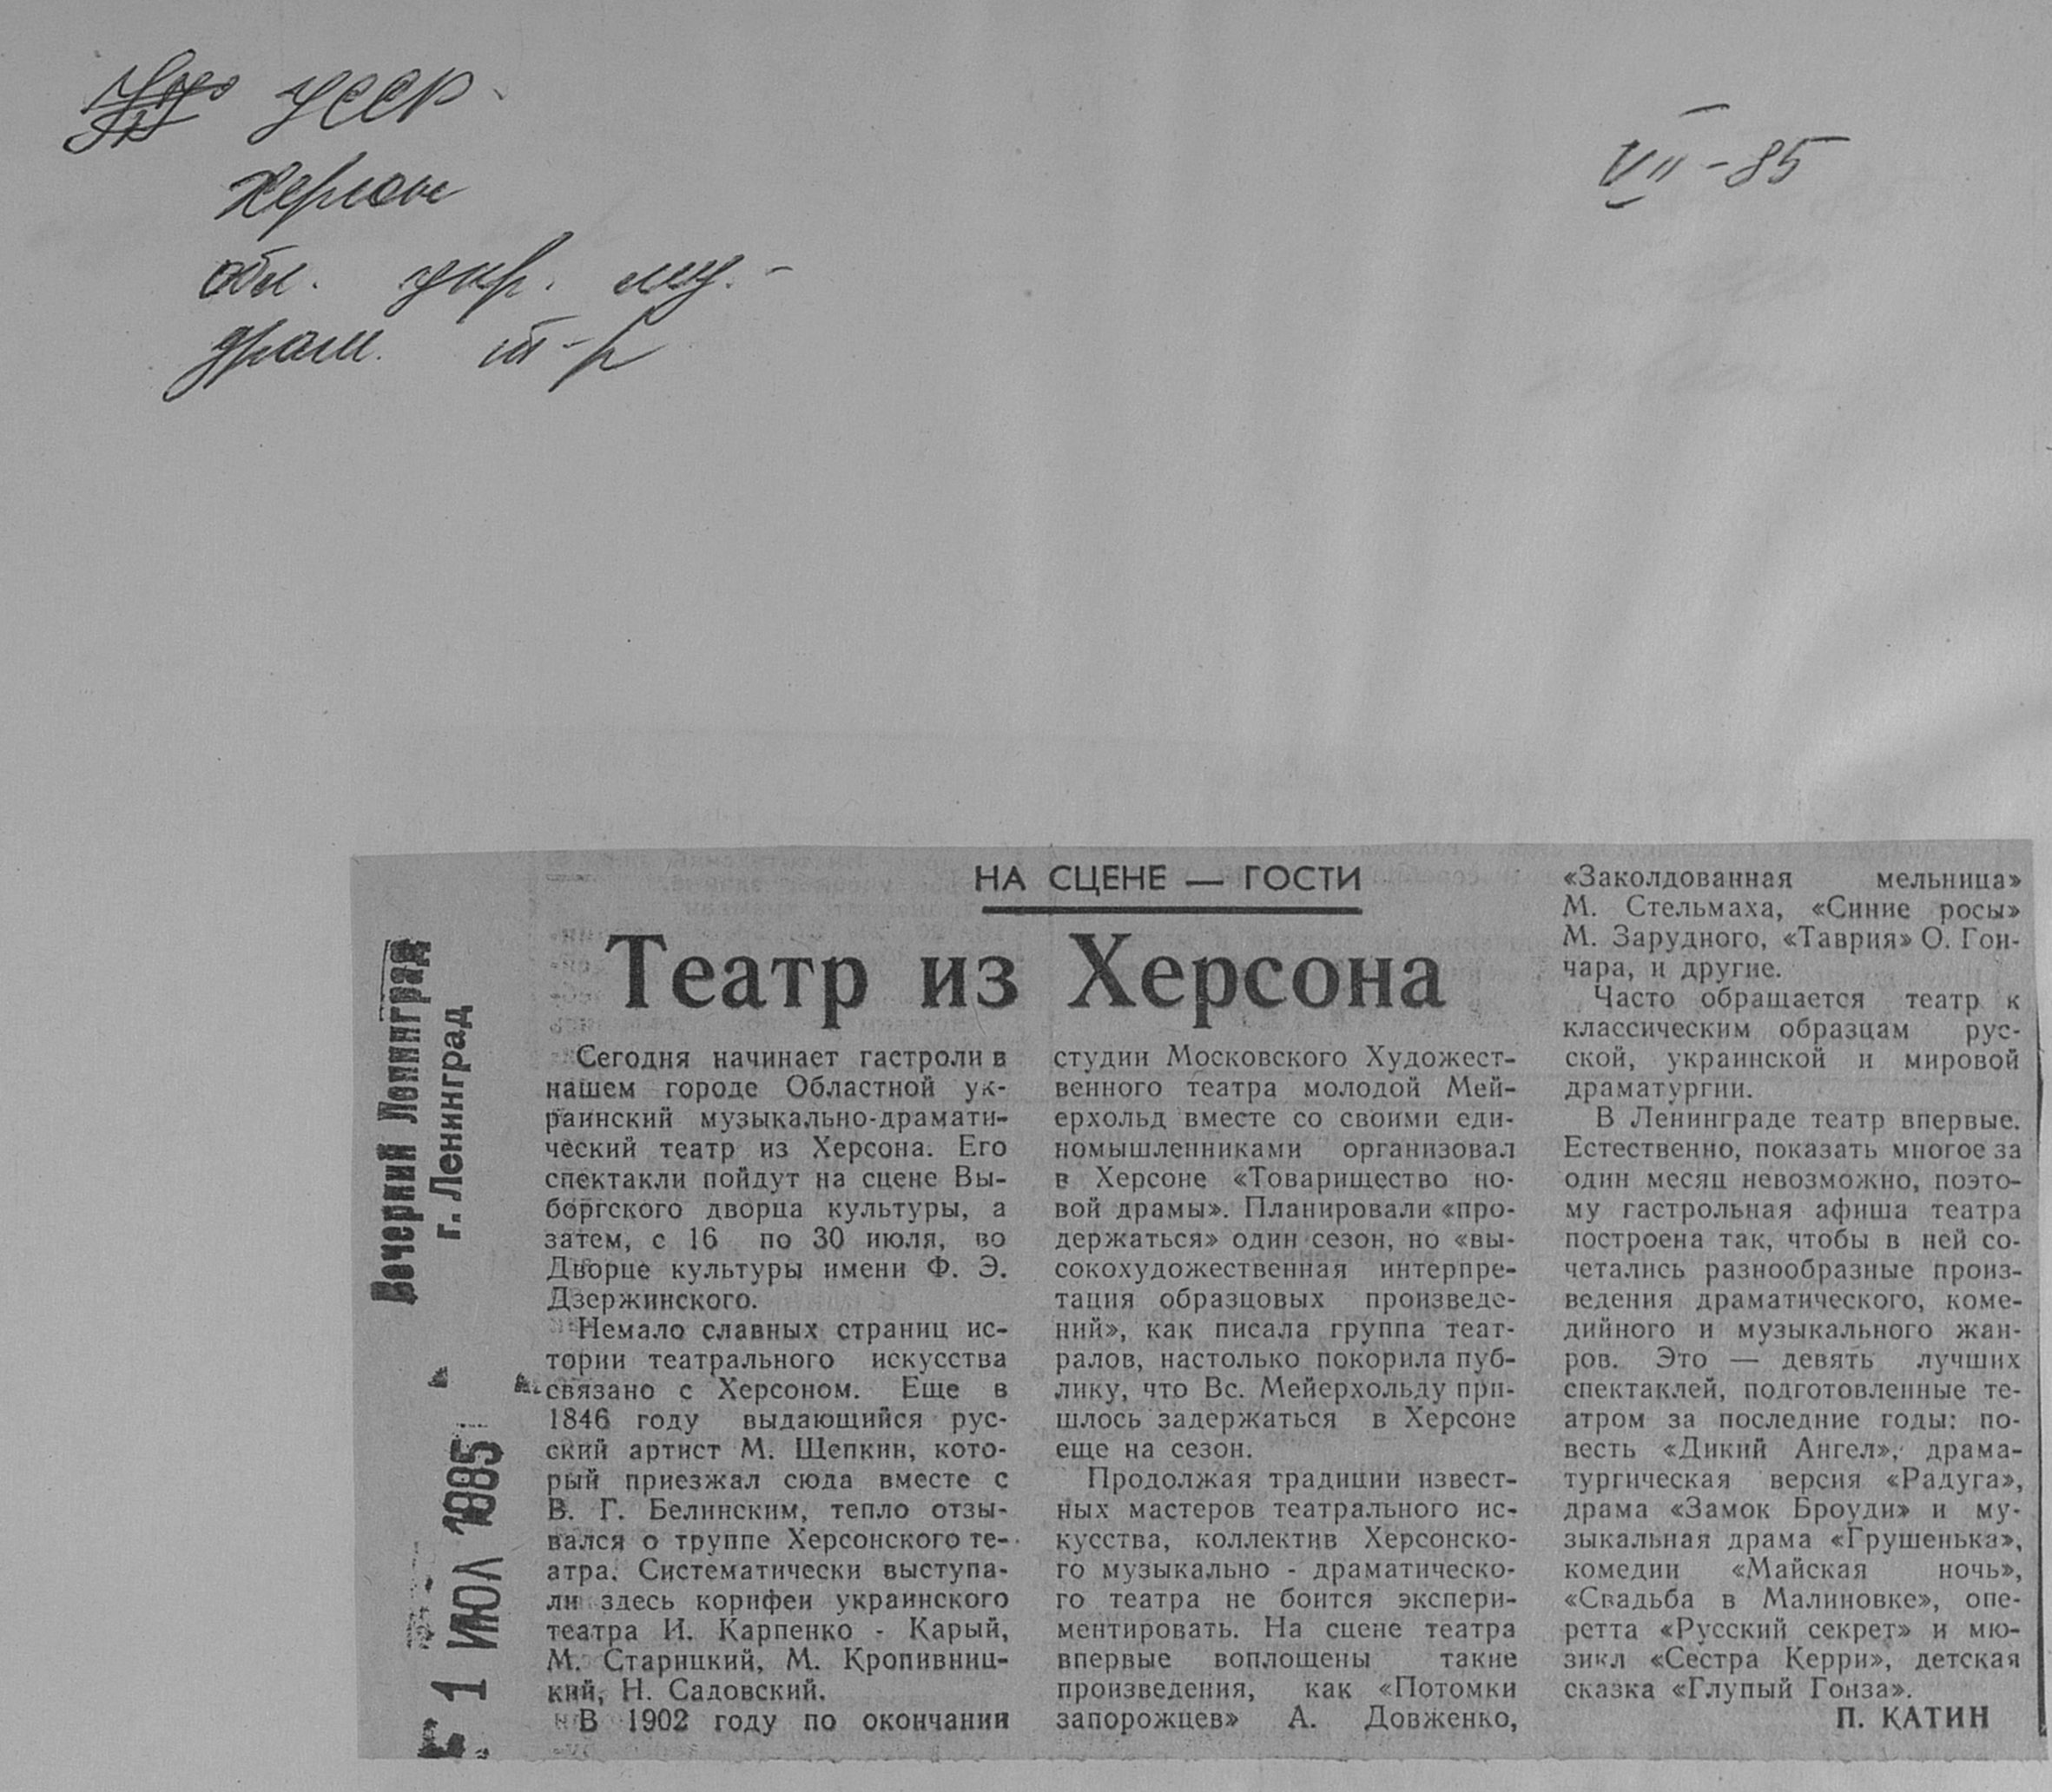 УССР
Херсон
обл. укр. муз.-
драм. т-р
VII-85
Вечерний Ленинград
г. Ленинград
1 ИЮЛ 1985
НА СЦЕНЕ — ГОСТИ
Театр из Херсона
Сегодня начинает гастроли в
нашем городе Областной ук-
раинский музыкально-драмати-
ческий театр из Херсона. Его
спектакли пойдут на сцене Вы-
боргского дворца культуры, а
затем, с 16 по 30 июля, во
Дворце культуры имени Ф. Э.
Дзержинского.
Немало славных страниц ис-
тории театрального искусства
связано с Херсоном. Еще в
1846 году выдающийся рус-
ский артист М. Щепкин, кото-
рый приезжал сюда вместе с
В. Г. Белинским, тепло отзы-
вался о труппе Херсонского те-
атра. Систематически выступа-
ли здесь корифеи украинского
театра И. Карпенко - Карый,
М. Старицкий, М. Кропивниц-
кий, Н. Садовский.
В 1902 году по окончании
студии Московского Художест-
венного театра молодой Мей-
ерхольд вместе со своими еди-
номышленниками организовал
в Херсоне «Товарищество но-
вой драмы». Планировали «про-
держаться» один сезон, но «вы-
сокохудожественная интерпре-
тация образцовых произведе-
ний», как писала группа теат-
ралов, настолько покорила пуб-
лику, что Вс. Мейерхольду при-
шлось задержаться в Херсоне
еще на сезон.
Продолжая традиции извест-
ных мастеров театрального ис-
кусства, коллектив Херсонско-
го музыкально - драматическо-
го театра не боится экспери-
ментировать. На сцене театра
впервые воплощены такие
произведения, как «Потомки
запорожцев» А. Довженко,
«Заколдованная мельница»
М. Стельмаха, «Синие росы»
М. Зарудного, «Таврия» О. Гон-
чара, и другие.
Часто обращается театр к
классическим образцам рус-
ской, украинской и мировой
драматургии.
В Ленинграде театр впервые.
Естественно, показать многое за
один месяц невозможно, поэто-
му гастрольная афиша театра
построена так, чтобы в ней со-
четались разнообразные произ-
ведения драматического, коме-
дийного и музыкального жан-
ров. Это — девять лучших
спектаклей, подготовленные те-
атром за последние годы: по-
весть «Дикий Ангел», драма-
тургическая версия «Радуга»,
драма «Замок Броуди» и му-
зыкальная драма «Грушенька»,
комедии «Майская ночь»,
«Свадьба в Малиновке», опе-
ретта «Русский секрет» и мю-
зикл «Сестра Керри», детская
сказка «Глупый Гонза».
П. КАТИН